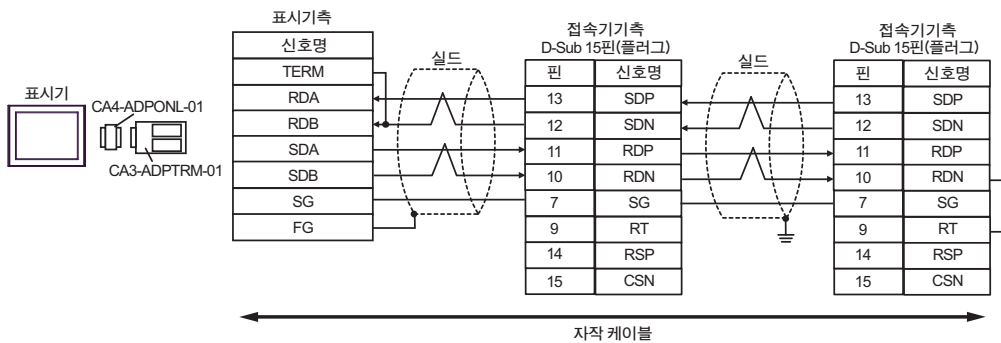 표시기
CA4-ADPONL-01
CA3-ADPTRM-01
표시기측
신호명
TERM
RDA
RDB
SDA
SDB
SG
FG
실드
접속기기측
D-Sub 15핀(플러그)
핀 신호명
13 SDP
12 SDN
11 RDP
10 RDN
7 SG
9 RT
14 RSP
15 CSN
실드
접속기기측
D-Sub 15핀(플러그)
핀 신호명
13 SDP
12 SDN
11 RDP
10 RDN
7 SG
9 RT
14 RSP
15 CSN
자작 케이블